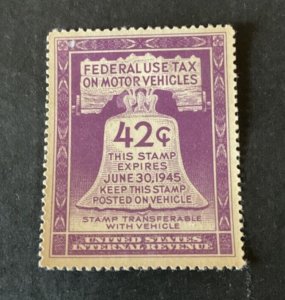 FEDERAL USE TAX
ON MOTOR VEHICLES
42¢
THIS STAMP
EXPIRES
JUNE 30, 1945
KEEP THIS STAMP
POSTED ON VEHICLE
STAMP TRANSFERABLE
WITH VEHICLE
UNITED STATES
INTERNAL REVENUE